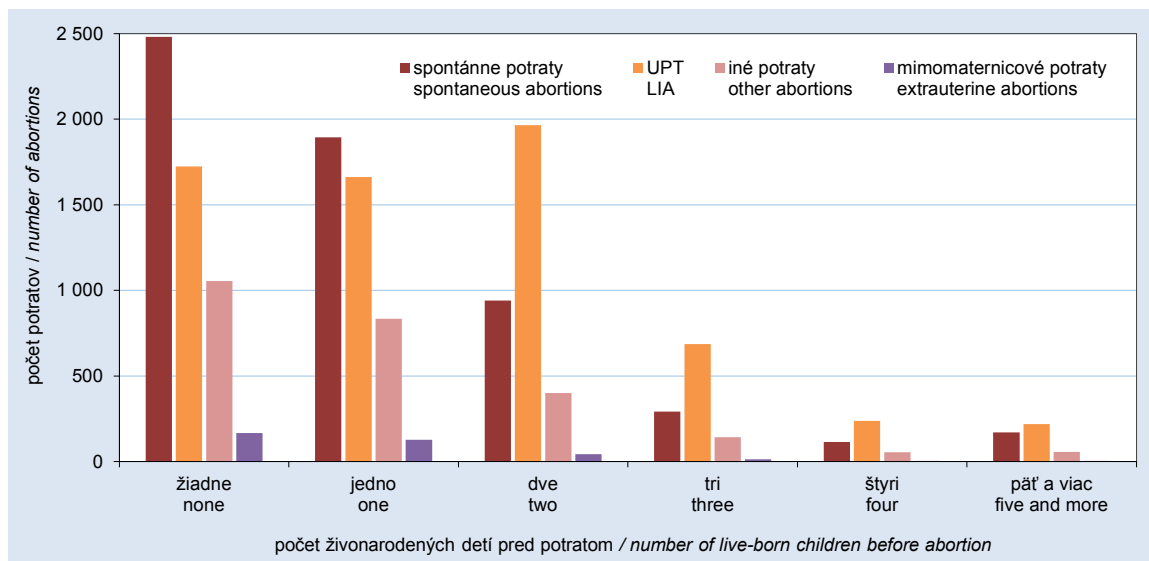 2 500
2 000
1 500
1 000
500
0
počet potratov / number of abortions
spontánne potraty
spontaneous abortions
UPT
LIA
iné potraty
other abortions
mimomaternicové potraty
extrauterine abortions
žiadne
none
jedno
one
dve
two
tri
three
štyri
four
päť a viac
five and more
počet živonarodených detí pred potratom / number of live-born children before abortion